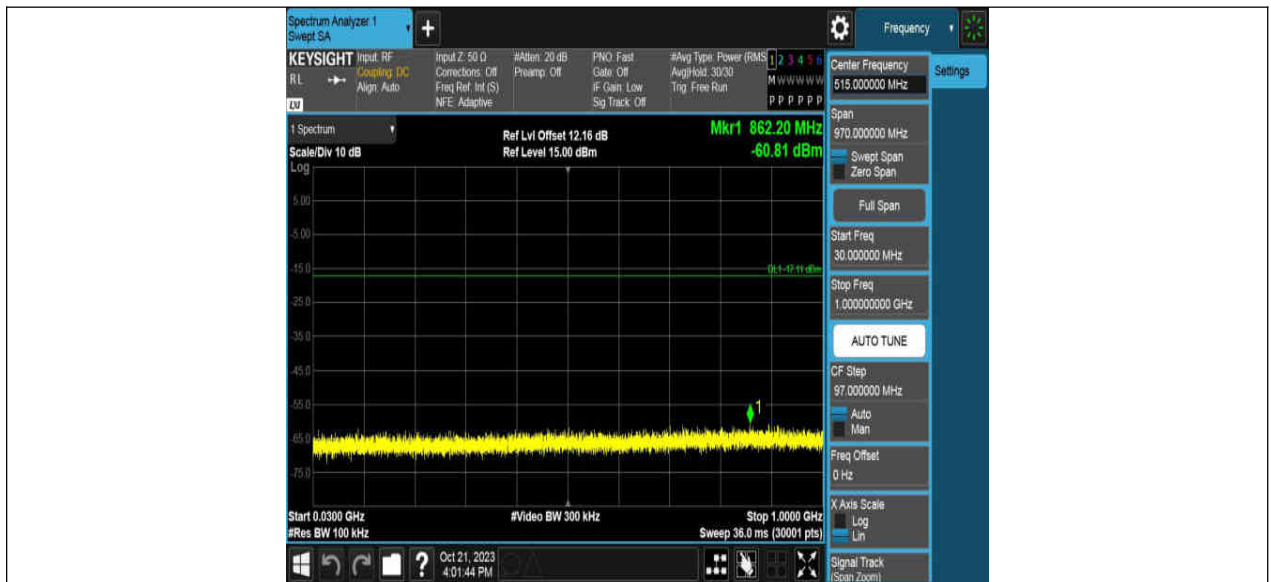 Spectrum Analyzer 1
Swept SA
+
Frequency
KEYSIGHT
RL
LXI
Input: RF
Coupling: DC
Align: Auto
Input Z: 50 Ω
Corrections: Off
Freq Ref: Int (S)
NFE: Adaptive
#Atten: 20 dB
Preamp: Off
PNO: Fast
Gate: Off
IF Gain: Low
Sig Track: Off
#Avg Type: Power (RMS
Avg|Hold: 30/30
Trig: Free Run
1 2 3 4 5 6
M W W W W W
P P P P P P
1 Spectrum
Scale/Div 10 dB
Log
Ref Lvl Offset 12.16 dB
Ref Level 15.00 dBm
Mkr1 862.20 MHz
-60.81 dBm
5.00
-5.00
-15.0
DL1 -17.11 dBm
-25.0
-35.0
-45.0
-55.0
1
-65.0
-75.0
Start 0.0300 GHz
#Res BW 100 kHz
#Video BW 300 kHz
Stop 1.0000 GHz
Sweep 36.0 ms (30001 pts)
?
Oct 21, 2023
4:01:44 PM
Center Frequency
515.000000 MHz
Settings
Span
970.000000 MHz
Swept Span
Zero Span
Full Span
Start Freq
30.000000 MHz
Stop Freq
1.000000000 GHz
AUTO TUNE
CF Step
97.000000 MHz
Auto
Man
Freq Offset
0 Hz
X Axis Scale
Log
Lin
Signal Track
(Span Zoom)